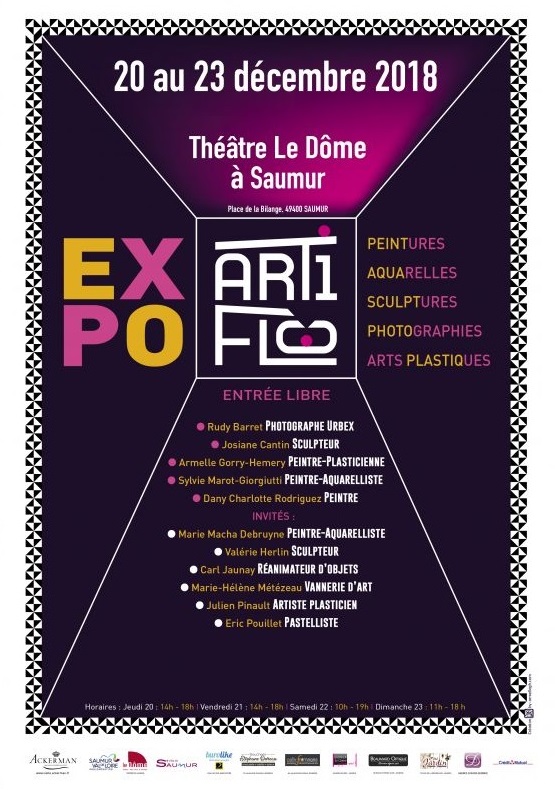 20 au 23 décembre 2018
Théâtre Le Dôme
à Saumur
Place de la Bilange, 49400 SAUMUR
EXPO
ARTi
FLO
PEINTURES
AQUARELLES
SCULPTURES
PHOTOGRAPHIES
ARTS PLASTIQUES
ENTRÉE LIBRE
Rudy Barret Photographe Urbex
Josiane Cantin Sculpteur
Armelle Gorry-Hemery Peintre-Plasticienne
Sylvie Marot-Giorgiutti Peintre-Aquarelliste
Dany Charlotte Rodriguez Peintre
INVITÉS :
Marie Macha Debruyne Peintre-Aquarelliste
Valérie Herlin Sculpteur
Carl Jaunay Réanimateur d'objets
Marie-Hélène Métézeau Vannerie d'art
Julien Pinault Artiste plasticien
Eric Pouillet Pastelliste
Horaires : Jeudi 20 : 14h - 18h | Vendredi 21 : 14h - 18h | Samedi 22 : 10h - 19h | Dimanche 23 : 11h - 18 h
ACKERMAN
SAUMUR VAL DE LOIRE
SAUMUR
burolike
Crédit Mutuel